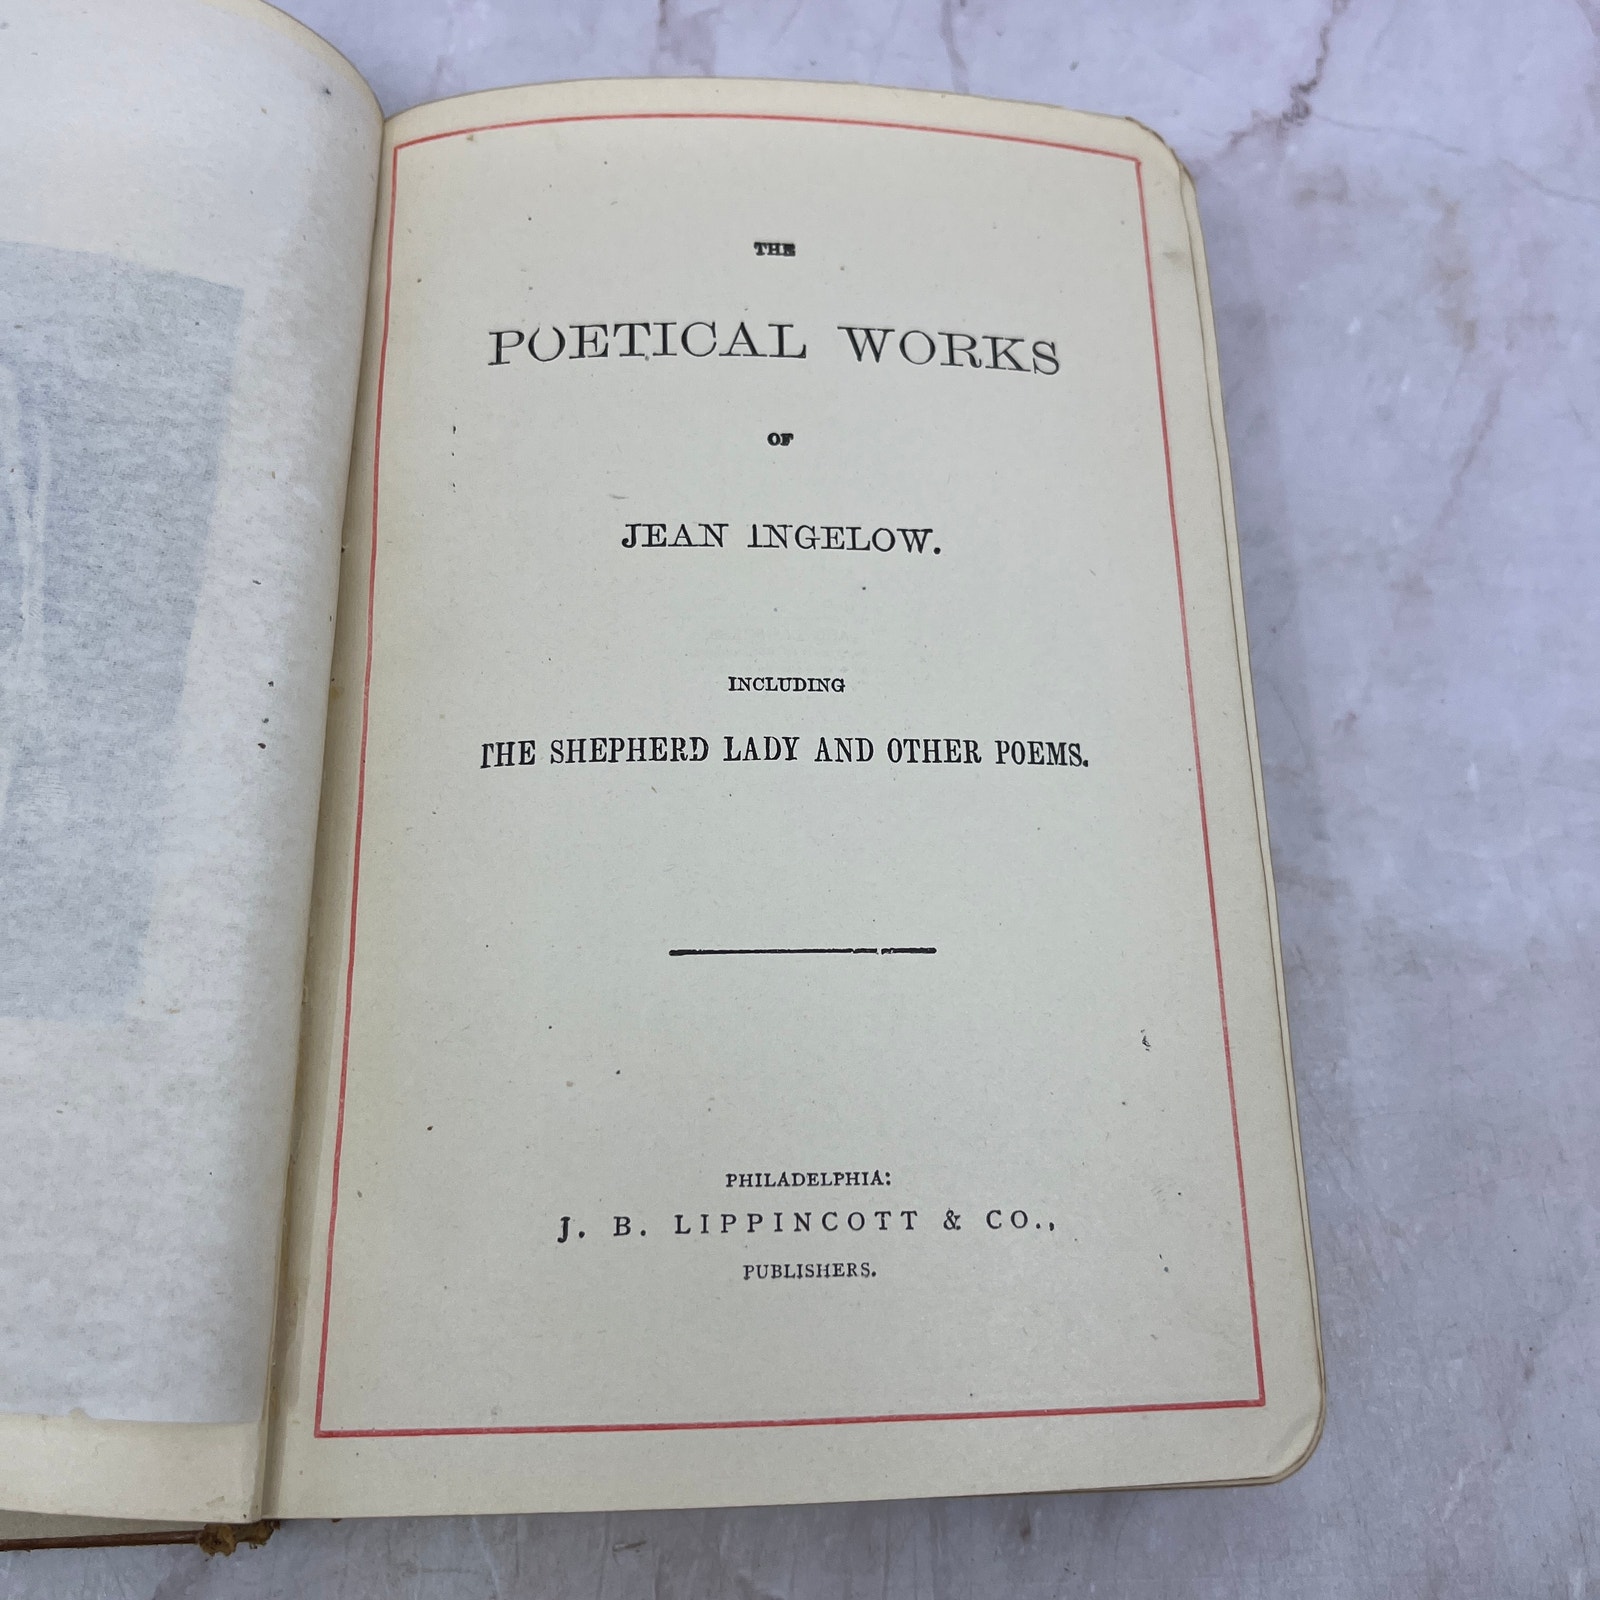 THE
POETICAL WORKS
OF
JEAN INGELOW.
INCLUDING
THE SHEPHERD LADY AND OTHER POEMS.
PHILADELPHIA:
J. B. LIPPINCOTT & CO.,
PUBLISHERS.